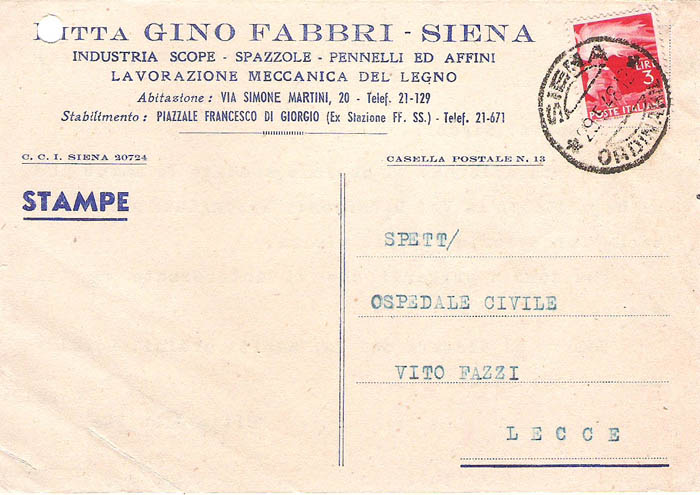 DITTA GINO FABBRI - SIENA
INDUSTRIA SCOPE - SPAZZOLE - PENNELLI ED AFFINI
LAVORAZIONE MECCANICA DEL LEGNO
Abitazione : VIA SIMONE MARTINI, 20 - Telef. 21-129
Stabilimento : PIAZZALE FRANCESCO DI GIORGIO (Ex Stazione FF. SS.) - Telef. 21-671
LIRE
3
POSTE ITALIANE
SIENA
C. C. I. SIENA 20724
CASELLA POSTALE N. 13
STAMPE
SPETT/
OSPEDALE CIVILE
VITO FAZZI
LECCE